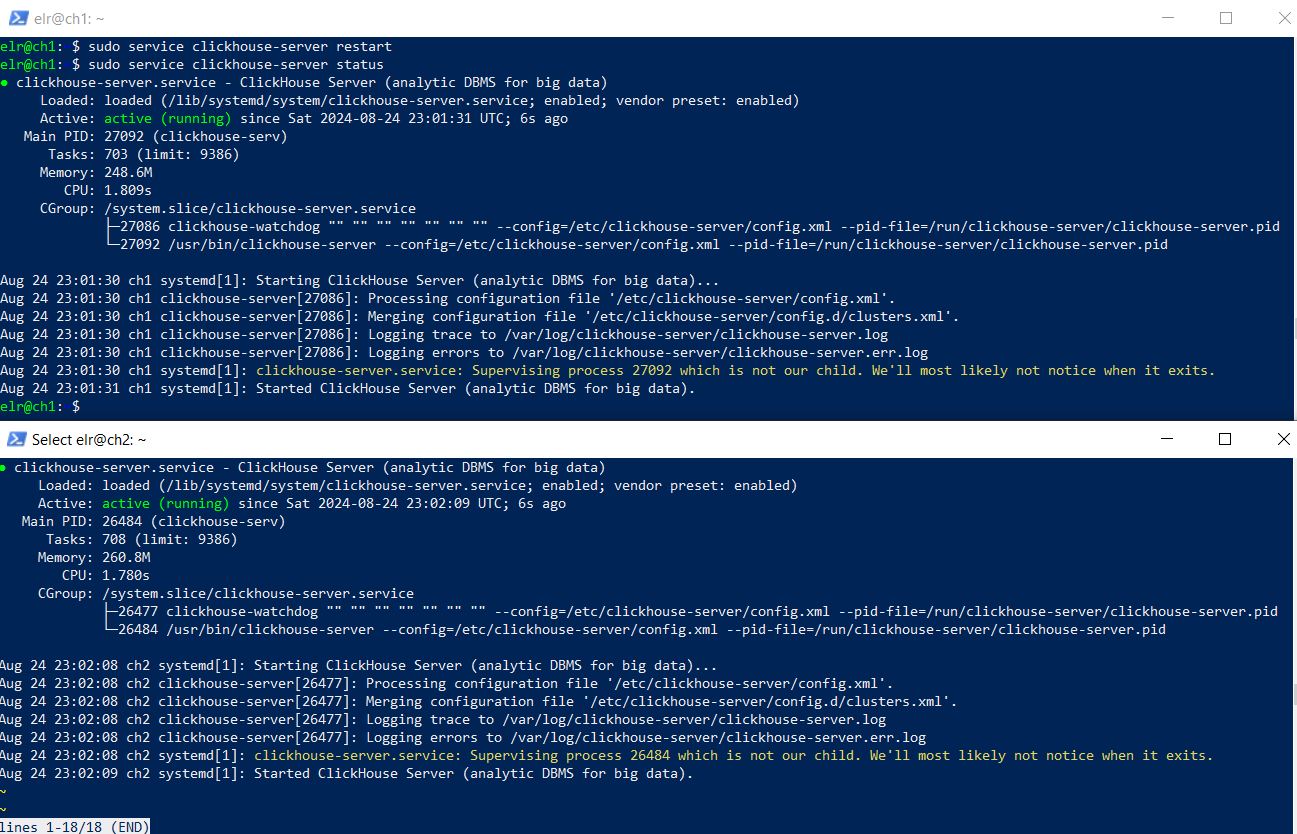 elr@ch1: ~
elr@ch1: $ sudo service clickhouse-server restart
elr@ch1: $ sudo service clickhouse-server status
● clickhouse-server.service - ClickHouse Server (analytic DBMS for big data)
Loaded: loaded (/lib/systemd/system/clickhouse-server.service; enabled; vendor preset: enabled)
Active: active (running) since Sat 2024-08-24 23:01:31 UTC; 6s ago
Main PID: 27092 (clickhouse-serv)
Tasks: 703 (limit: 9386)
Memory: 248.6M
CPU: 1.809s
CGroup: /system.slice/clickhouse-server.service
├─27086 clickhouse-watchdog "" "" "" "" "" "" "" --config=/etc/clickhouse-server/config.xml --pid-file=/run/clickhouse-server/clickhouse-server.pid
└─27092 /usr/bin/clickhouse-server --config=/etc/clickhouse-server/config.xml --pid-file=/run/clickhouse-server/clickhouse-server.pid
Aug 24 23:01:30 ch1 systemd[1]: Starting ClickHouse Server (analytic DBMS for big data)...
Aug 24 23:01:30 ch1 clickhouse-server[27086]: Processing configuration file '/etc/clickhouse-server/config.xml'.
Aug 24 23:01:30 ch1 clickhouse-server[27086]: Merging configuration file '/etc/clickhouse-server/config.d/clusters.xml'.
Aug 24 23:01:30 ch1 clickhouse-server[27086]: Logging trace to /var/log/clickhouse-server/clickhouse-server.log
Aug 24 23:01:30 ch1 clickhouse-server[27086]: Logging errors to /var/log/clickhouse-server/clickhouse-server.err.log
Aug 24 23:01:30 ch1 systemd[1]: clickhouse-server.service: Supervising process 27092 which is not our child. We'll most likely not notice when it exits.
Aug 24 23:01:31 ch1 systemd[1]: Started ClickHouse Server (analytic DBMS for big data).
elr@ch1: $
Select elr@ch2: ~
● clickhouse-server.service - ClickHouse Server (analytic DBMS for big data)
Loaded: loaded (/lib/systemd/system/clickhouse-server.service; enabled; vendor preset: enabled)
Active: active (running) since Sat 2024-08-24 23:02:09 UTC; 6s ago
Main PID: 26484 (clickhouse-serv)
Tasks: 708 (limit: 9386)
Memory: 260.8M
CPU: 1.780s
CGroup: /system.slice/clickhouse-server.service
├─26477 clickhouse-watchdog "" "" "" "" "" "" "" --config=/etc/clickhouse-server/config.xml --pid-file=/run/clickhouse-server/clickhouse-server.pid
└─26484 /usr/bin/clickhouse-server --config=/etc/clickhouse-server/config.xml --pid-file=/run/clickhouse-server/clickhouse-server.pid
Aug 24 23:02:08 ch2 systemd[1]: Starting ClickHouse Server (analytic DBMS for big data)...
Aug 24 23:02:08 ch2 clickhouse-server[26477]: Processing configuration file '/etc/clickhouse-server/config.xml'.
Aug 24 23:02:08 ch2 clickhouse-server[26477]: Merging configuration file '/etc/clickhouse-server/config.d/clusters.xml'.
Aug 24 23:02:08 ch2 clickhouse-server[26477]: Logging trace to /var/log/clickhouse-server/clickhouse-server.log
Aug 24 23:02:08 ch2 clickhouse-server[26477]: Logging errors to /var/log/clickhouse-server/clickhouse-server.err.log
Aug 24 23:02:08 ch2 systemd[1]: clickhouse-server.service: Supervising process 26484 which is not our child. We'll most likely not notice when it exits.
Aug 24 23:02:09 ch2 systemd[1]: Started ClickHouse Server (analytic DBMS for big data).
~
~
lines 1-18/18 (END)